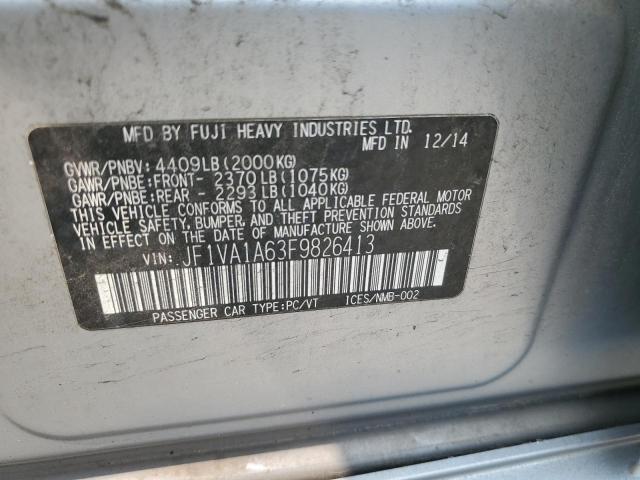 MFD BY FUJI HEAVY INDUSTRIES LTD.
MFD IN 12/14
GVWR/PNBV: 4409LB(2000KG)
GAWR/PNBE:FRONT- 2370LB(1075KG)
GAWR/PNBE:REAR - 2293LB(1040KG)
THIS VEHICLE CONFORMS TO ALL APPLICABLE FEDERAL MOTOR
VEHICLE SAFETY, BUMPER, AND THEFT PREVENTION STANDARDS
IN EFFECT ON THE DATE OF MANUFACTURE SHOWN ABOVE.
VIN: JF1VA1A63F9826413
PASSENGER CAR TYPE:PC/VT ICES/NMB-002